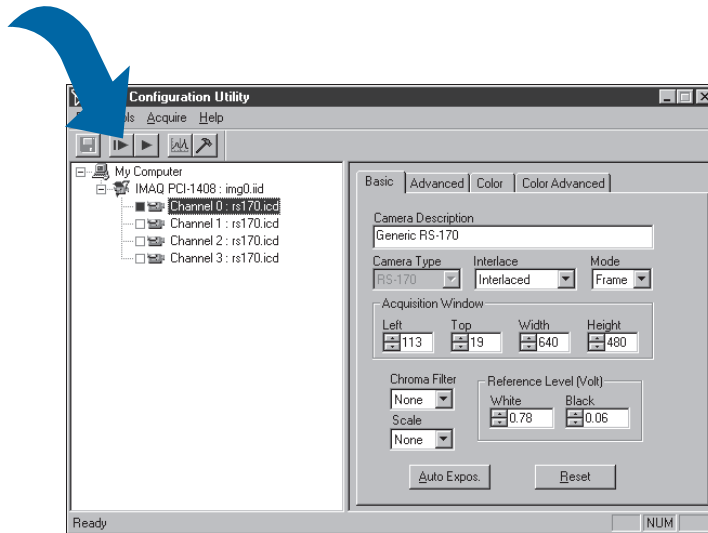 Configuration Utility
Acquire Help
My Computer
IMAQ PCI-1408 : img0.iid
Channel 0 : rs170.icd
Channel 1 : rs170.icd
Channel 2 : rs170.icd
Channel 3 : rs170.icd
Basic Advanced Color Color Advanced
Camera Description
Generic RS-170
Camera Type Interlace Mode
RS-170 Interlaced Frame
Acquisition Window
Left Top Width Height
113 19 640 480
Chroma Filter
None
Scale
None
Reference Level (Volt)
White Black
0.78 0.06
Auto Expos. Reset
Ready NUM